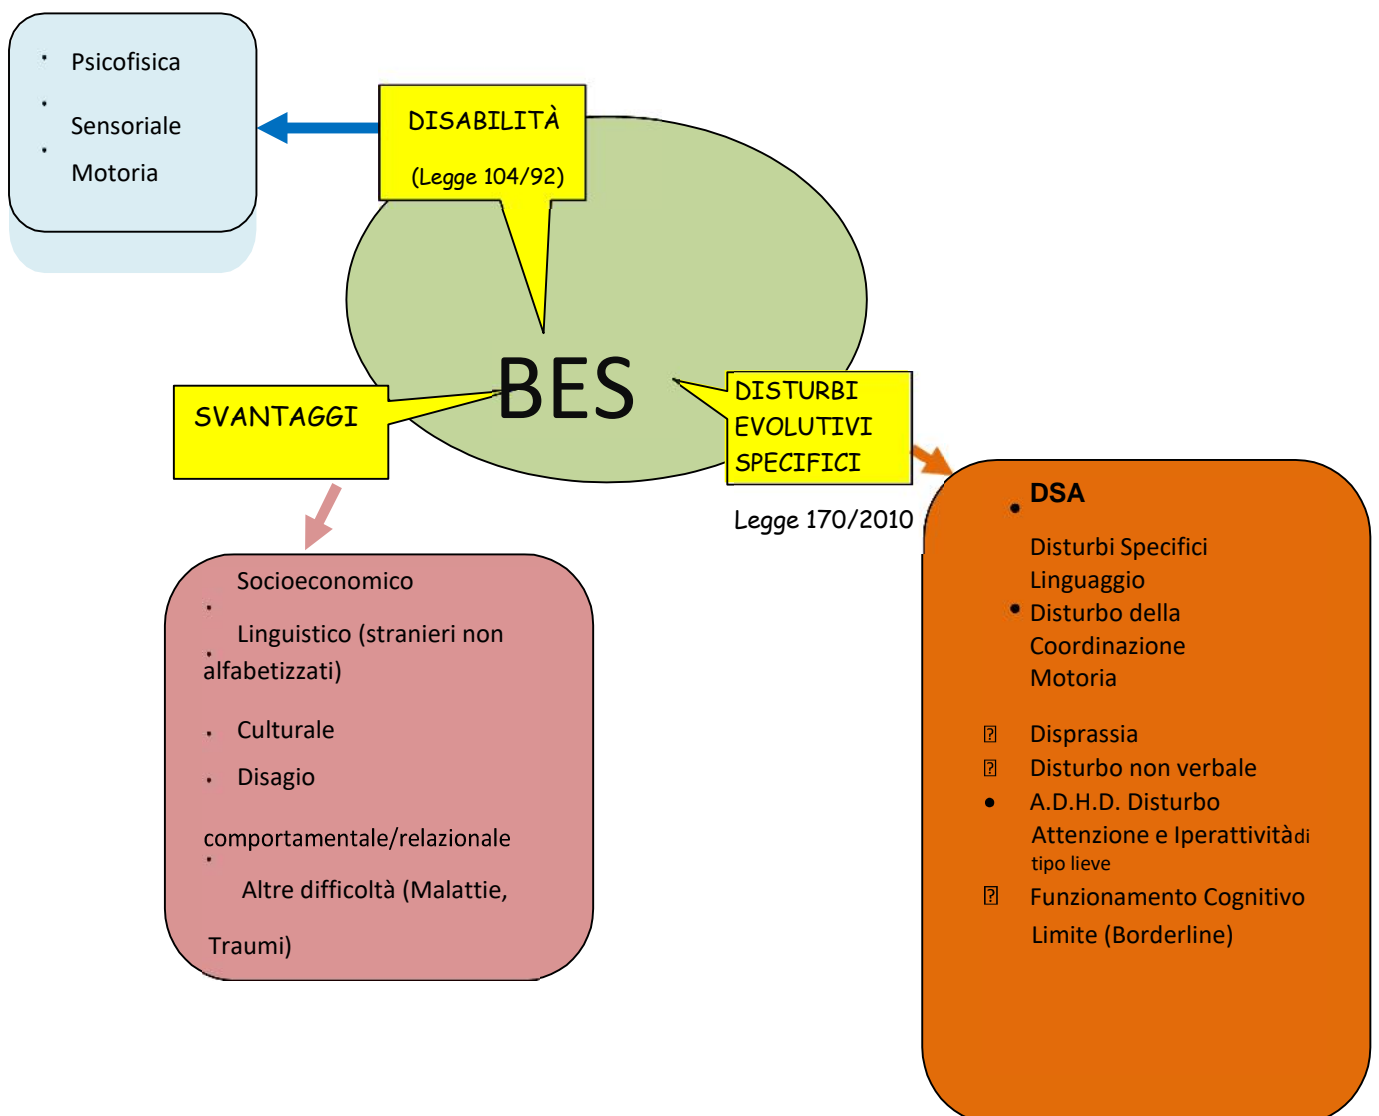 Psicofisica
Sensoriale
Motoria
DISABILITÀ
(Legge 104/92)
BES
SVANTAGGI
DISTURBI
EVOLUTIVI
SPECIFICI
Legge 170/2010
Socioeconomico
Linguistico (stranieri non
alfabetizzati)
Culturale
Disagio
comportamentale/relazionale
Altre difficoltà (Malattie,
Traumi)
DSA
Disturbi Specifici
Linguaggio
Disturbo della
Coordinazione
Motoria
Disprassia
Disturbo non verbale
A.D.H.D. Disturbo
Attenzione e Iperattivitàdi
tipo lieve
Funzionamento Cognitivo
Limite (Borderline)